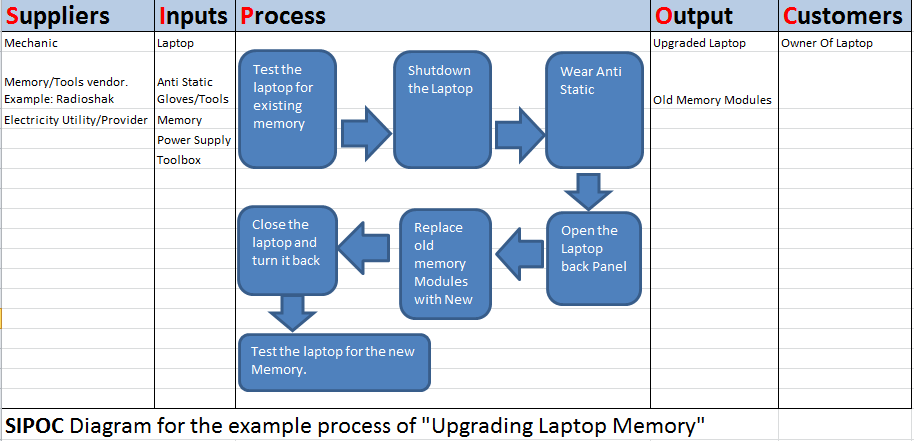 Suppliers
Inputs
Process
Output
Customers
Mechanic
Laptop
Upgraded Laptop
Owner Of Laptop
Memory/Tools vendor.
Example: Radioshak
Anti Static
Gloves/Tools
Old Memory Modules
Electricity Utility/Provider
Memory
Power Supply
Toolbox
Test the
laptop for
existing
memory
Shutdown
the Laptop
Wear Anti
Static
Open the
Laptop
back Panel
Replace
old
memory
Modules
with New
Close the
laptop and
turn it back
Test the laptop for the new
Memory.
SIPOC Diagram for the example process of "Upgrading Laptop Memory"